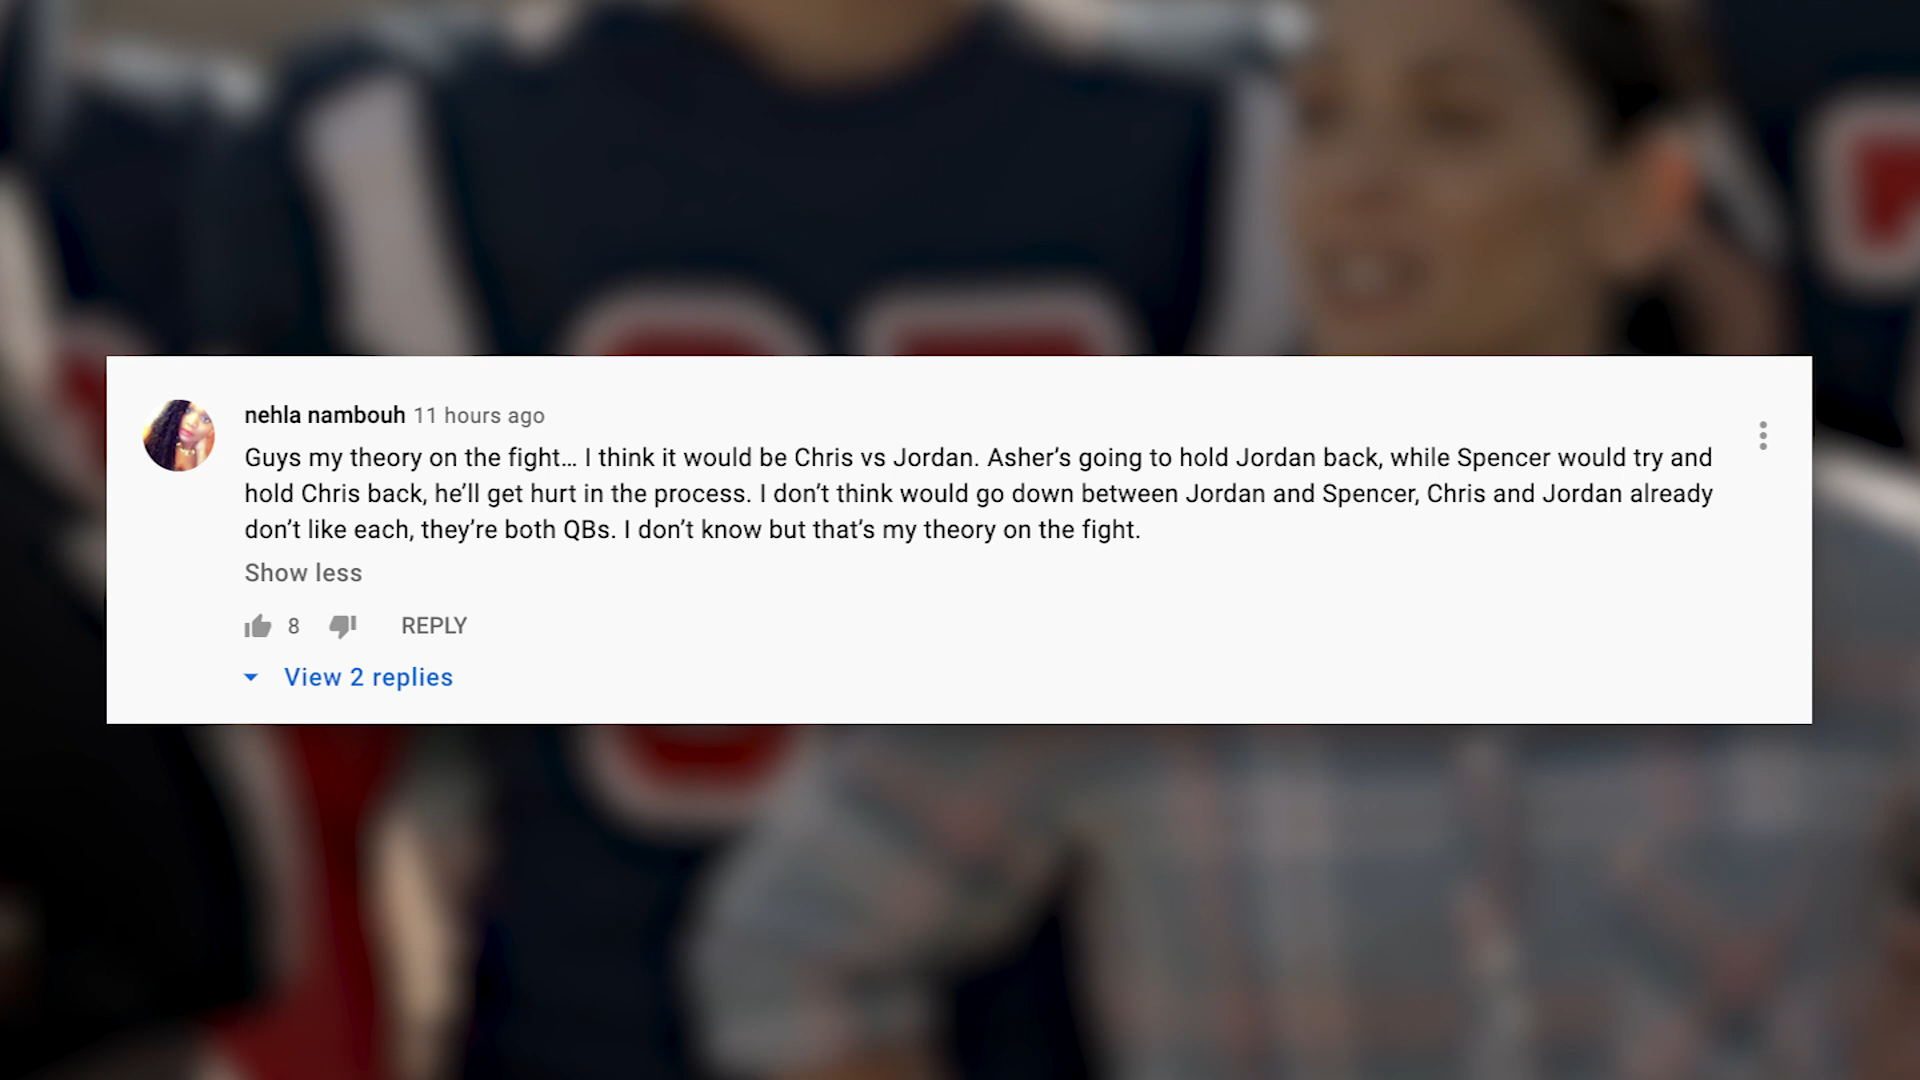 nehla nambouh 11 hours ago
Guys my theory on the fight... I think it would be Chris vs Jordan. Asher's going to hold Jordan back, while Spencer would try and
hold Chris back, he'll get hurt in the process. I don't think would go down between Jordan and Spencer, Chris and Jordan already
don't like each, they're both QBs. I don't know but that's my theory on the fight.
Show less
8 REPLY
View 2 replies